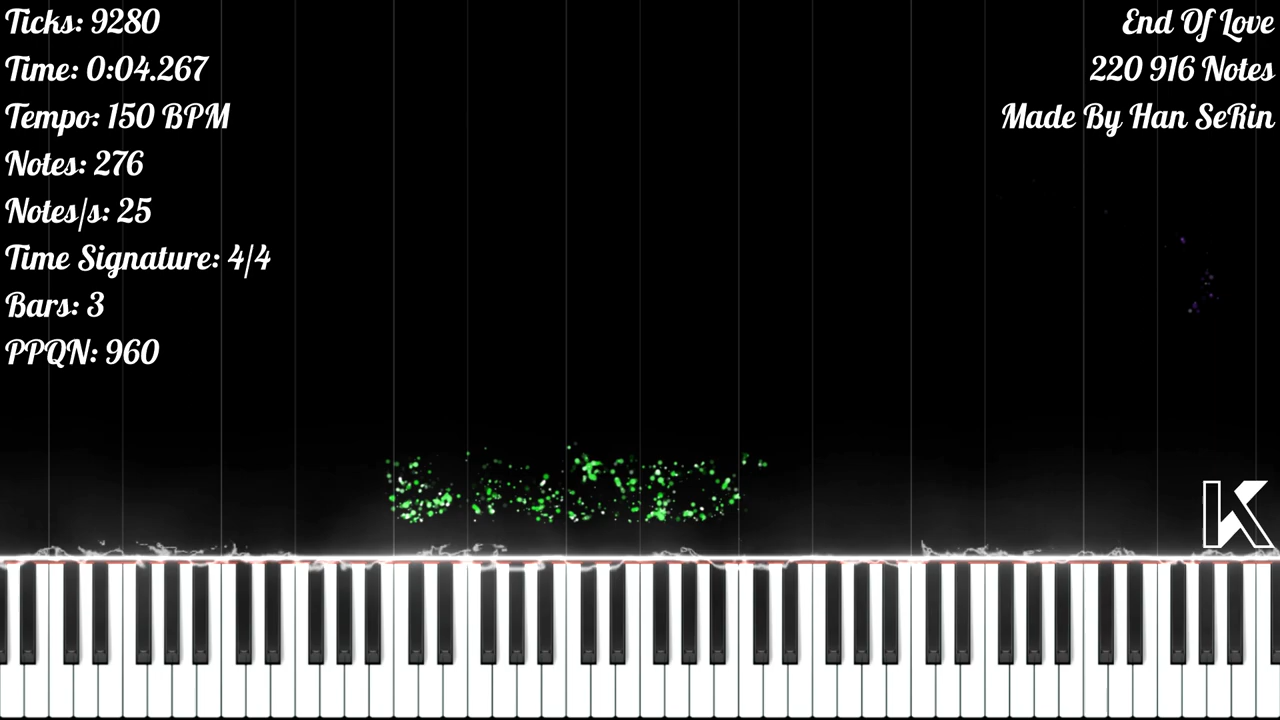 Ticks: 9280
Time: 0:04.267
Tempo: 150 BPM
Notes: 276
Notes/s: 25
Time Signature: 4/4
Bars: 3
PPQN: 960
End Of Love
220 916 Notes
Made By Han SeRin
K